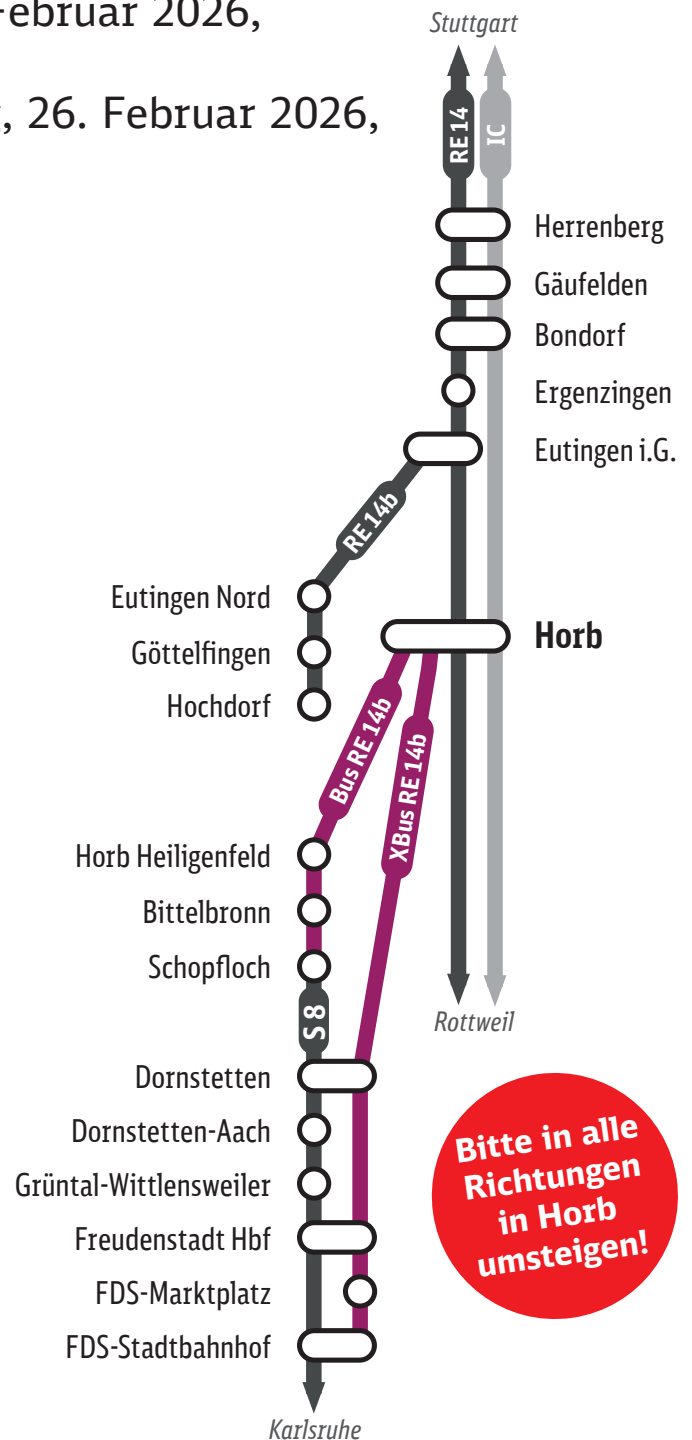 Februar 2026,
, 26. Februar 2026,
Stuttgart
RE 14
IC
Herrenberg
Gäufelden
Bondorf
Ergenzingen
Eutingen i.G.
RE 14b
Eutingen Nord
Göttelfingen
Hochdorf
Horb
Bus RE 14b
XBus RE 14b
Horb Heiligenfeld
Bittelbronn
Schopfloch
S 8
Rottweil
Dornstetten
Dornstetten-Aach
Grüntal-Wittlensweiler
Freudenstadt Hbf
FDS-Marktplatz
FDS-Stadtbahnhof
Karlsruhe
Bitte in alle
Richtungen
in Horb
umsteigen!